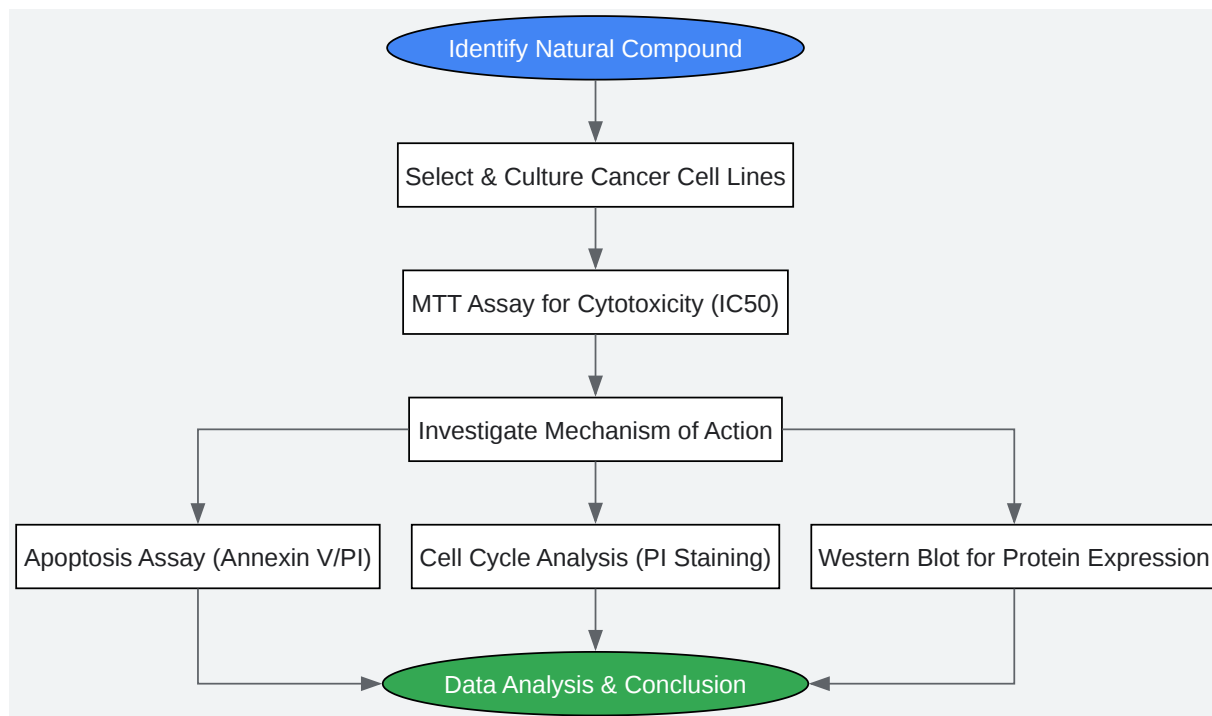 Identify Natural Compound
Select & Culture Cancer Cell Lines
MTT Assay for Cytotoxicity (IC50)
Investigate Mechanism of Action
Apoptosis Assay (Annexin V/PI)
Cell Cycle Analysis (PI Staining)
Western Blot for Protein Expression
Data Analysis & Conclusion